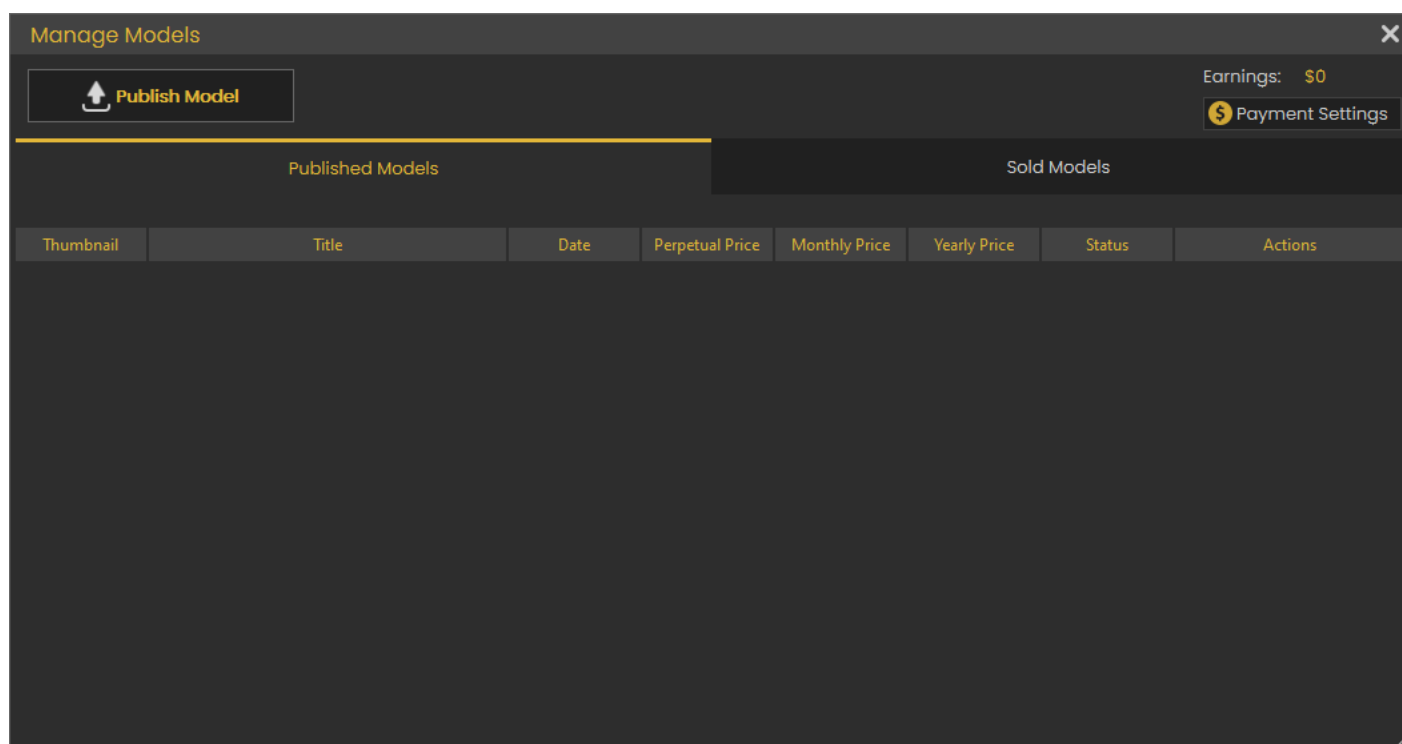 Manage Models
Publish Model
Earnings: $0
$ Payment Settings
Published Models Sold Models
Thumbnail Title Date Perpetual Price Monthly Price Yearly Price Status Actions